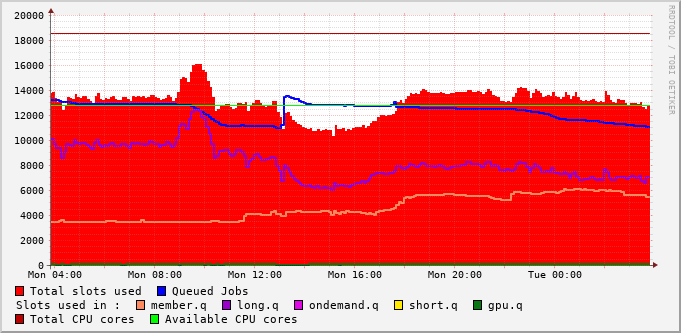 RRDTOOL / TOBI OETIKER
20000
18000
16000
14000
12000
10000
8000
6000
4000
2000
0
Mon 04:00 Mon 08:00 Mon 12:00 Mon 16:00 Mon 20:00 Tue 00:00
Total slots used Queued Jobs
Slots used in : member.q long.q ondemand.q short.q gpu.q
Total CPU cores Available CPU cores